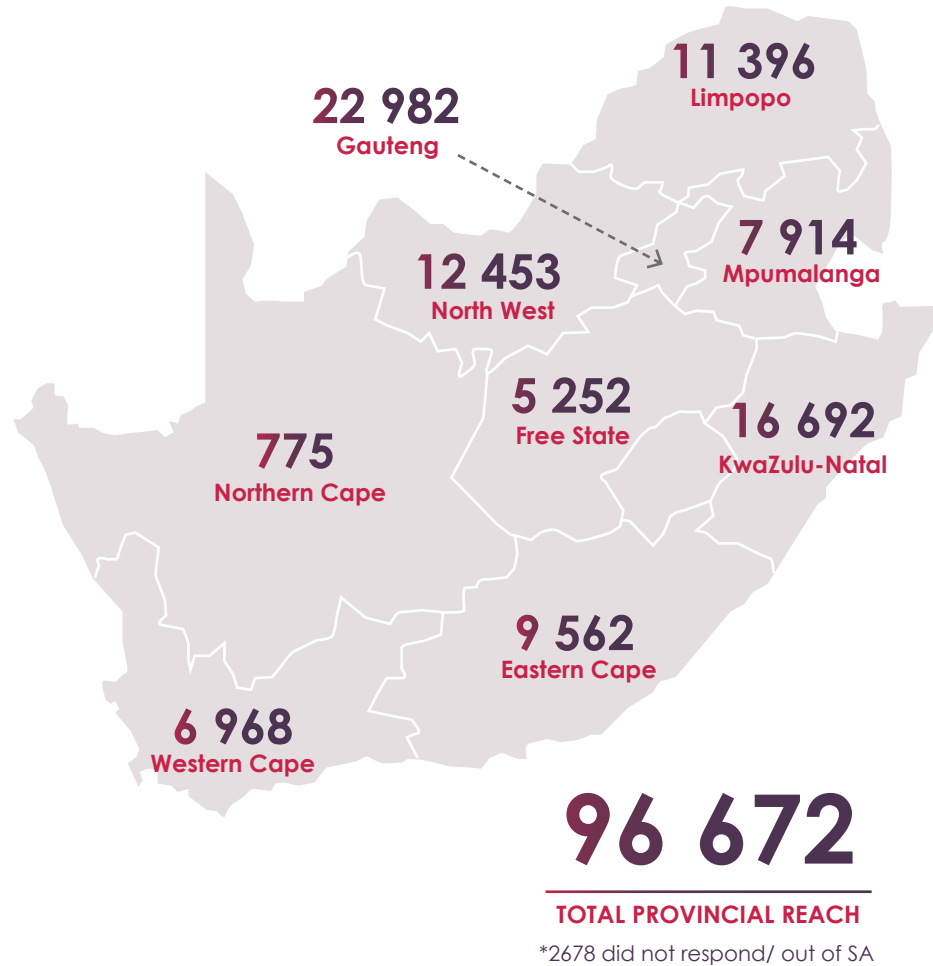 11 396
Limpopo
22 982
Gauteng
7 914
Mpumalanga
12 453
North West
5 252
Free State
16 692
KwaZulu-Natal
775
Northern Cape
9 562
Eastern Cape
6 968
Western Cape
96 672
TOTAL PROVINCIAL REACH
*2678 did not respond/ out of SA